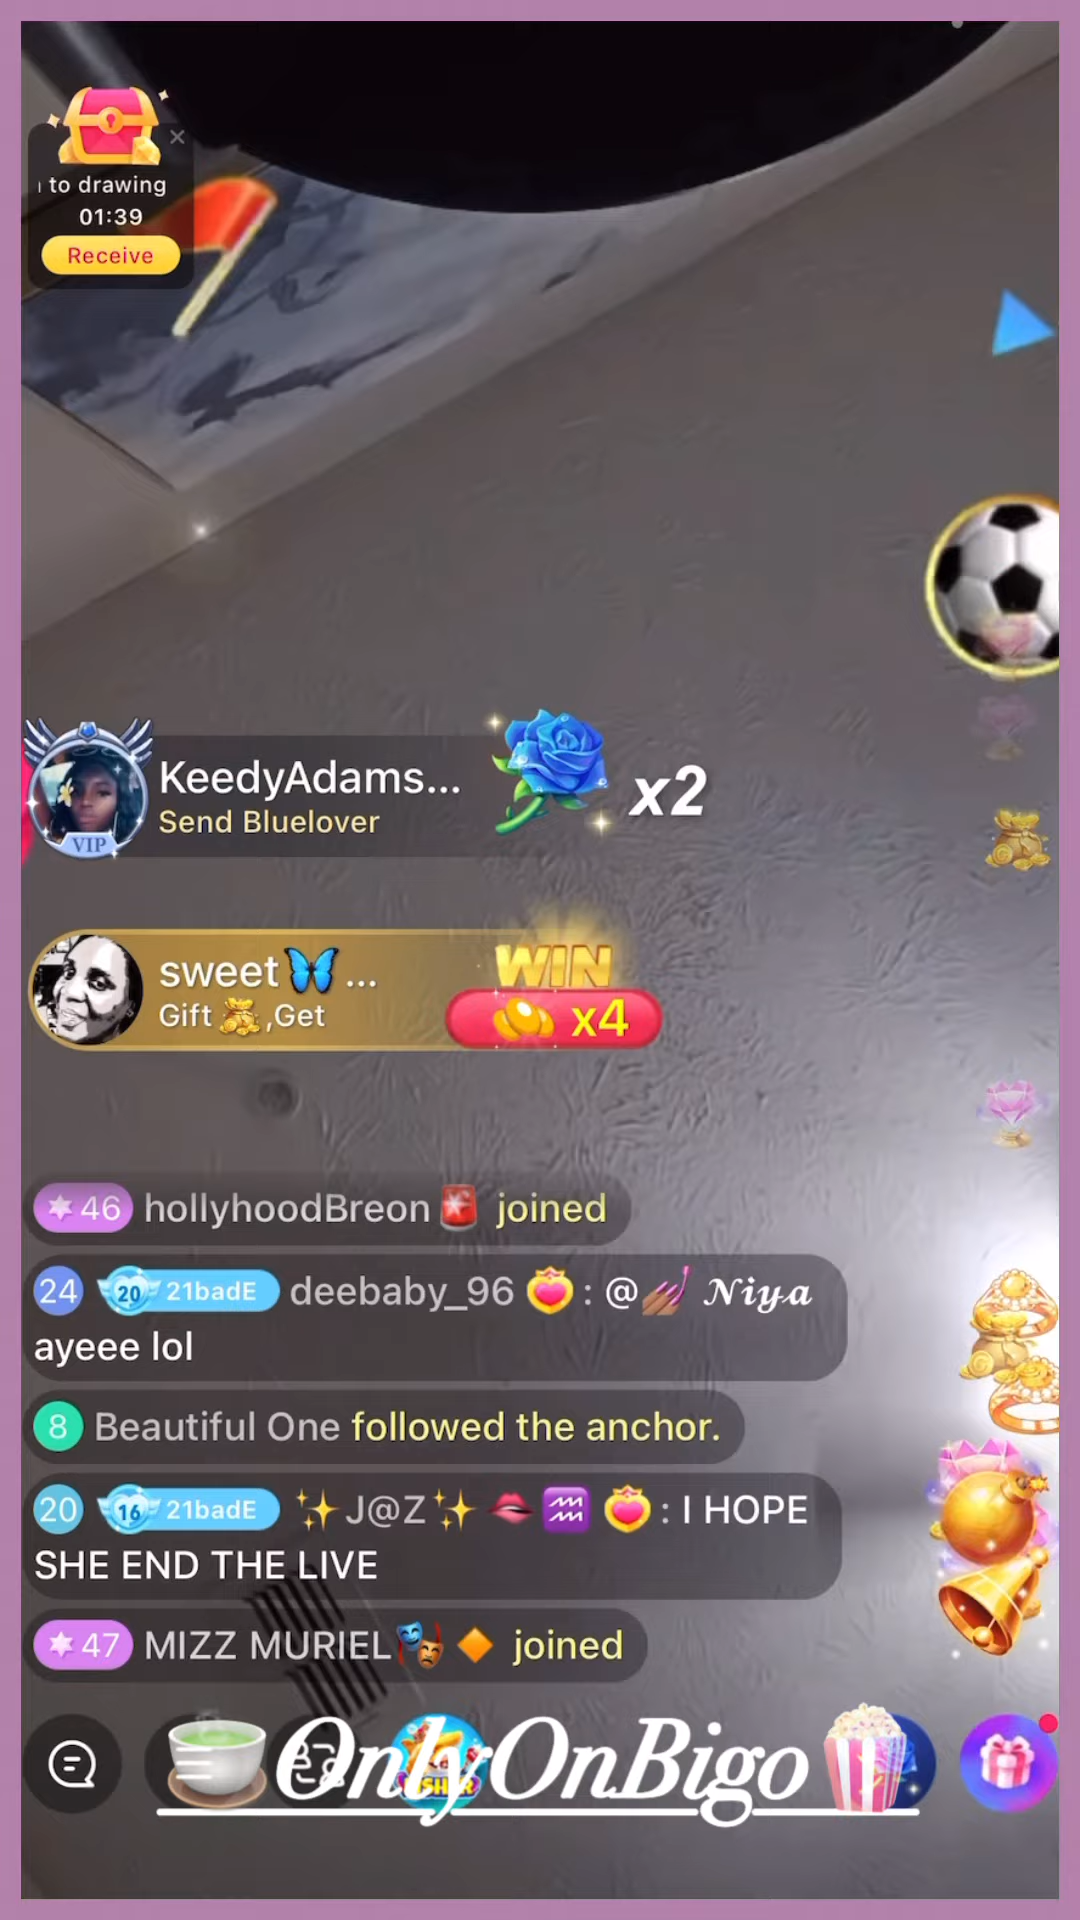 to drawing
01:39
Receive
KeedyAdams...
Send Bluelover
x2
VIP
sweet🦋...
Gift 💰,Get
WIN
x4
46 hollyhoodBreon🚨 joined
24 20 21badE deebaby_96 💝 : @💅🏾 𝓝𝓲𝔂𝓪
ayeee lol
8 Beautiful One followed the anchor.
20 16 21badE ✨J@Z✨ 👄♒ 💝 : I HOPE
SHE END THE LIVE
47 MIZZ MURIEL🎭🔶 joined
🍵OnlyOnBigo🍿